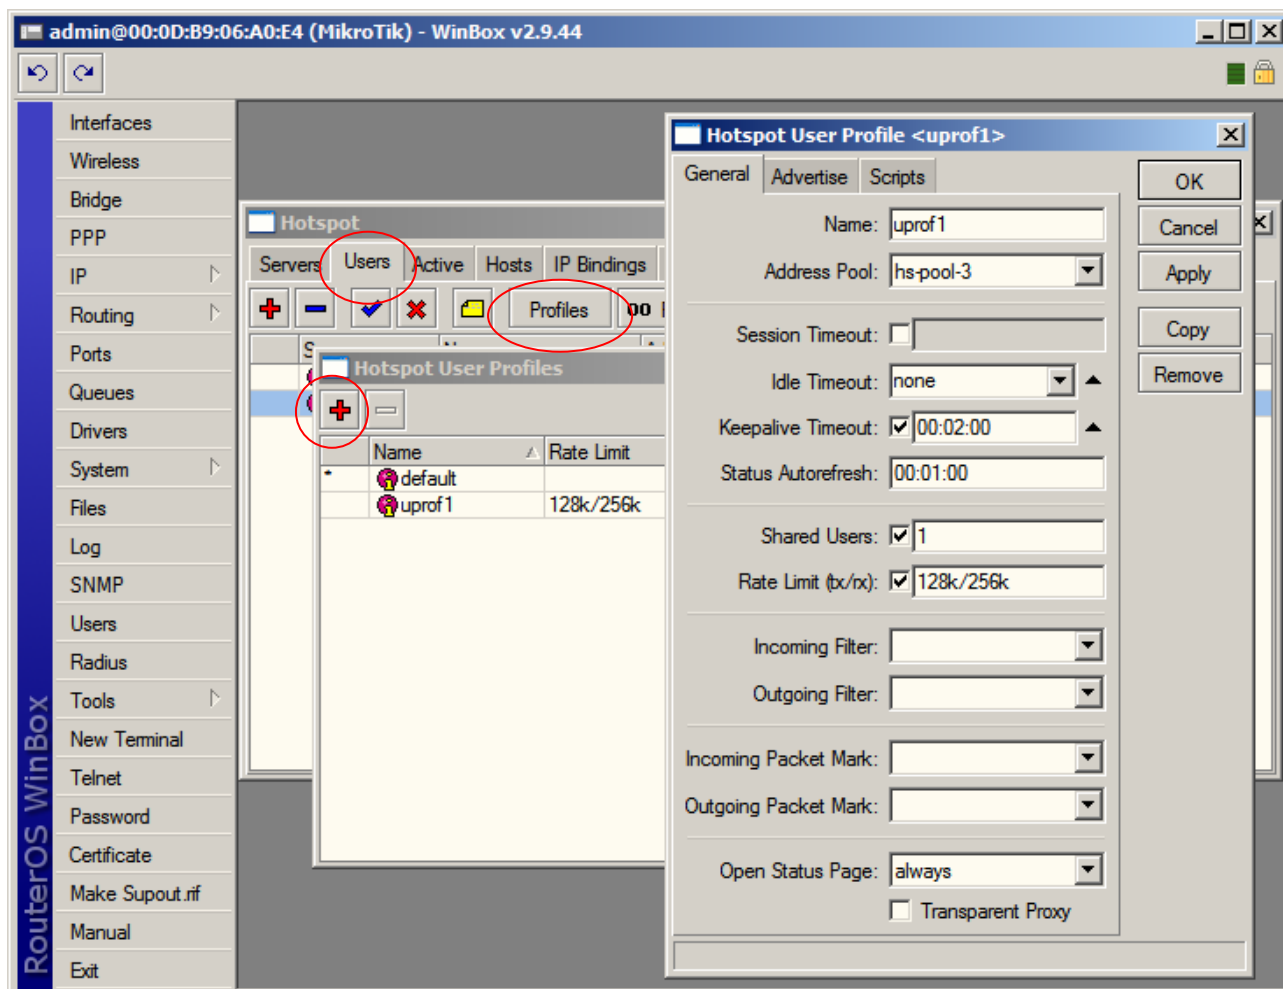 admin@00:0D:B9:06:A0:E4 (MikroTik) - WinBox v2.9.44
RouterOS WinBox
Interfaces
Wireless
Bridge
PPP
IP
Routing
Ports
Queues
Drivers
System
Files
Log
SNMP
Users
Radius
Tools
New Terminal
Telnet
Password
Certificate
Make Supout.rif
Manual
Exit
Hotspot
Servers Users Active Hosts IP Bindings
Profiles 00
Hotspot User Profiles
Name Rate Limit
* default
uprof1 128k/256k
Hotspot User Profile <uprof1>
General Advertise Scripts
Name: uprof1
Address Pool: hs-pool-3
Session Timeout:
Idle Timeout: none
Keepalive Timeout: 00:02:00
Status Autorefresh: 00:01:00
Shared Users: 1
Rate Limit (tx/rx): 128k/256k
Incoming Filter:
Outgoing Filter:
Incoming Packet Mark:
Outgoing Packet Mark:
Open Status Page: always
Transparent Proxy
OK
Cancel
Apply
Copy
Remove